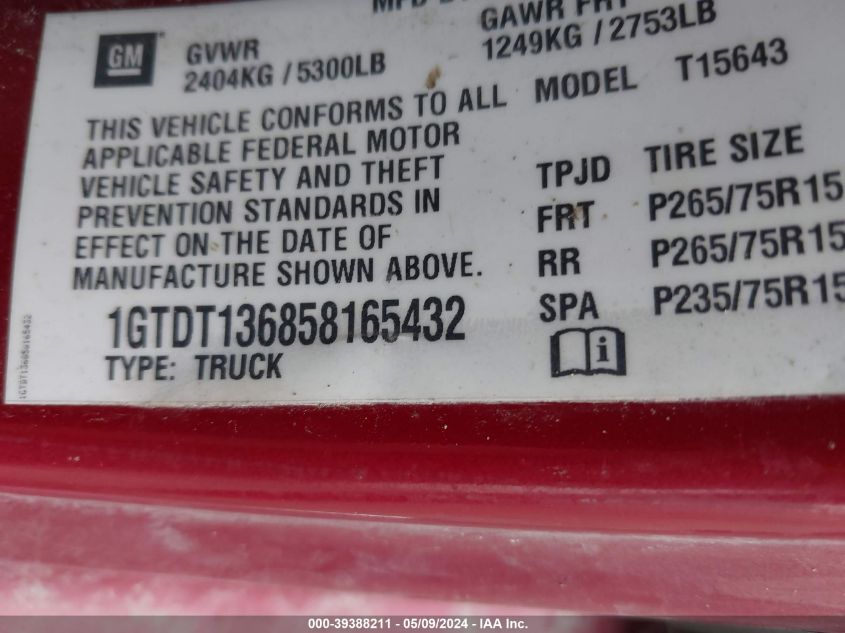 GM
GVWR
2404KG / 5300LB
GAWR FRT
1249KG / 2753LB
THIS VEHICLE CONFORMS TO ALL
APPLICABLE FEDERAL MOTOR
VEHICLE SAFETY AND THEFT
PREVENTION STANDARDS IN
EFFECT ON THE DATE OF
MANUFACTURE SHOWN ABOVE.
1GTDT136858165432
TYPE: TRUCK
MODEL T15643
TPJD TIRE SIZE
FRT P265/75R15
RR P265/75R15
SPA P235/75R15
i
1GTDT136858165432
000-39388211 - 05/09/2024 - IAA Inc.